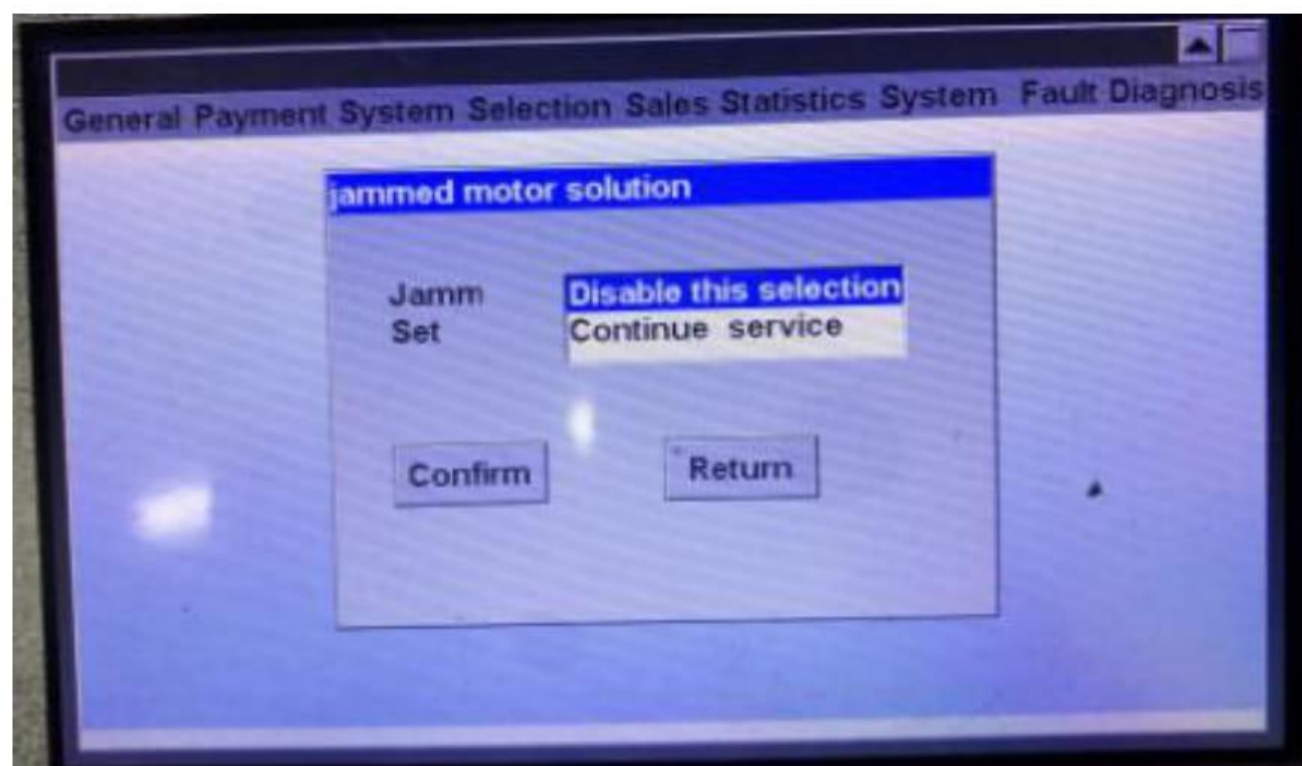 General Payment System Selection Sales Statistics System Fault Diagnosis
jammed motor solution
Jamm Disable this selection
Set Continue service
Confirm Return